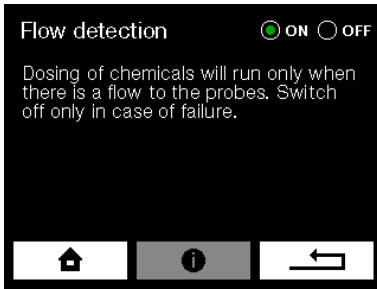 Flow detection ON OFF
Dosing of chemicals will run only when
there is a flow to the probes. Switch
off only in case of failure.
i